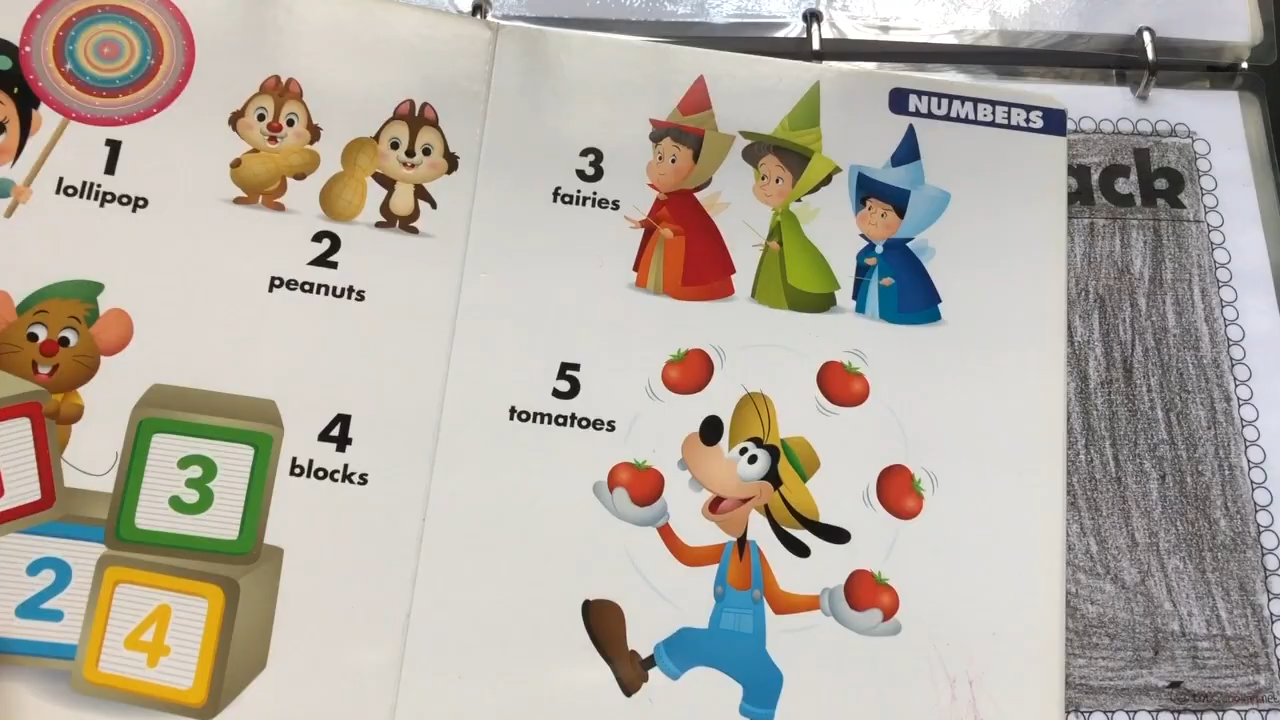 1
lollipop
2
peanuts
3
4
2
4
blocks
NUMBERS
3
fairies
5
tomatoes
ack